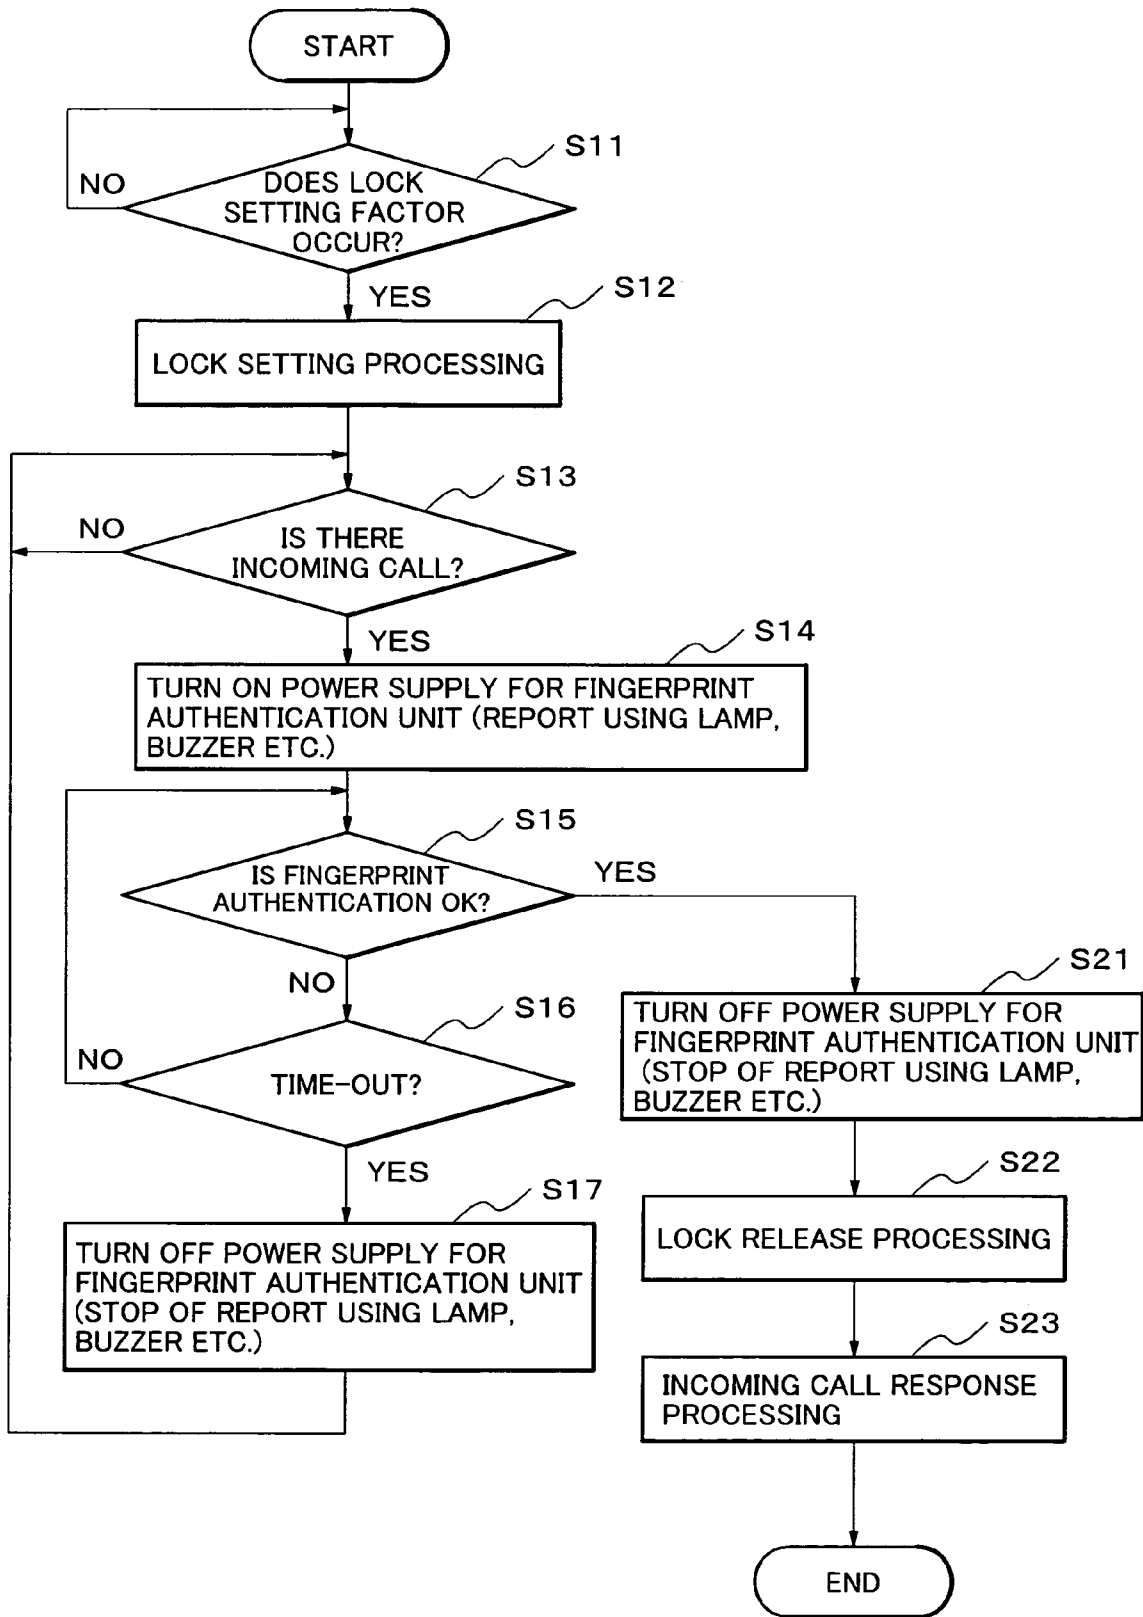 START
S11
NO
DOES LOCK
SETTING FACTOR
OCCUR?
YES
S12
LOCK SETTING PROCESSING
S13
NO
IS THERE
INCOMING CALL?
YES
S14
TURN ON POWER SUPPLY FOR FINGERPRINT
AUTHENTICATION UNIT (REPORT USING LAMP,
BUZZER ETC.)
S15
IS FINGERPRINT
AUTHENTICATION OK?
YES
NO
S16
NO
TIME-OUT?
YES
S17
TURN OFF POWER SUPPLY FOR
FINGERPRINT AUTHENTICATION UNIT
(STOP OF REPORT USING LAMP,
BUZZER ETC.)
S21
TURN OFF POWER SUPPLY FOR
FINGERPRINT AUTHENTICATION UNIT
(STOP OF REPORT USING LAMP,
BUZZER ETC.)
S22
LOCK RELEASE PROCESSING
S23
INCOMING CALL RESPONSE
PROCESSING
END